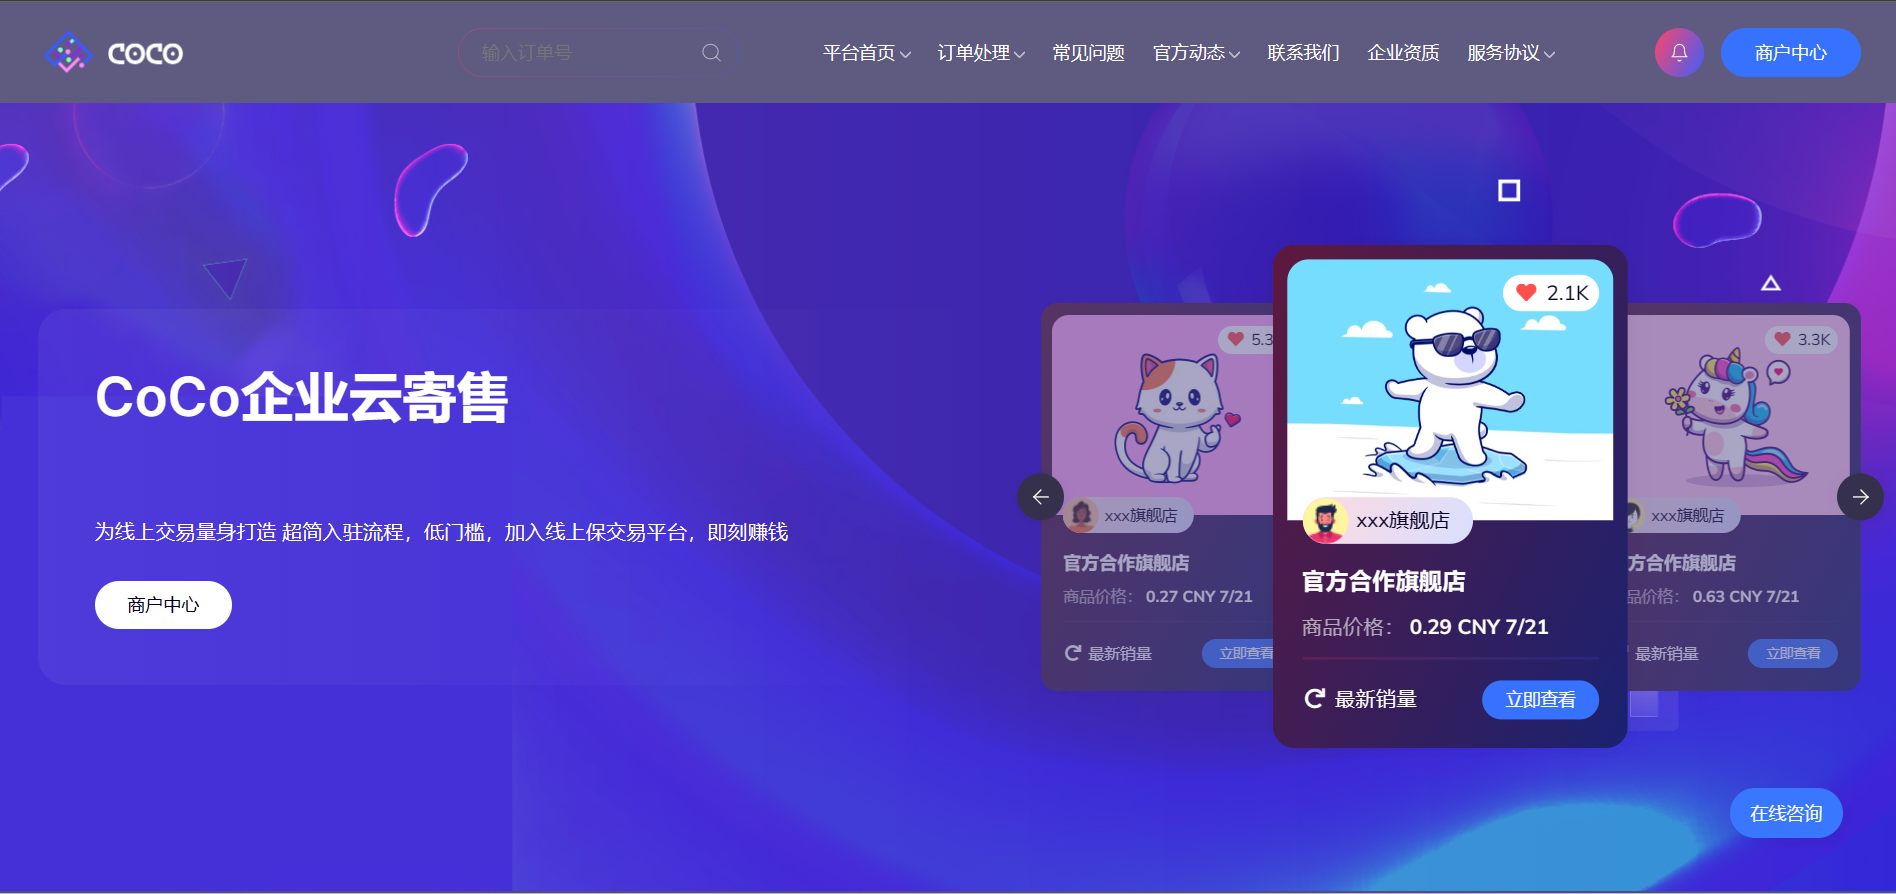 COCO
输入订单号
平台首页
订单处理
常见问题
官方动态
联系我们
企业资质
服务协议
商户中心
CoCo企业云寄售
为线上交易量身打造 超简入驻流程，低门槛，加入线上保交易平台，即刻赚钱
商户中心
5.3
xxx旗舰店
官方合作旗舰店
商品价格： 0.27 CNY 7/21
最新销量
立即查看
2.1K
xxx旗舰店
官方合作旗舰店
商品价格： 0.29 CNY 7/21
最新销量
立即查看
3.3K
xxx旗舰店
方合作旗舰店
品价格： 0.63 CNY 7/21
最新销量
立即查看
在线咨询